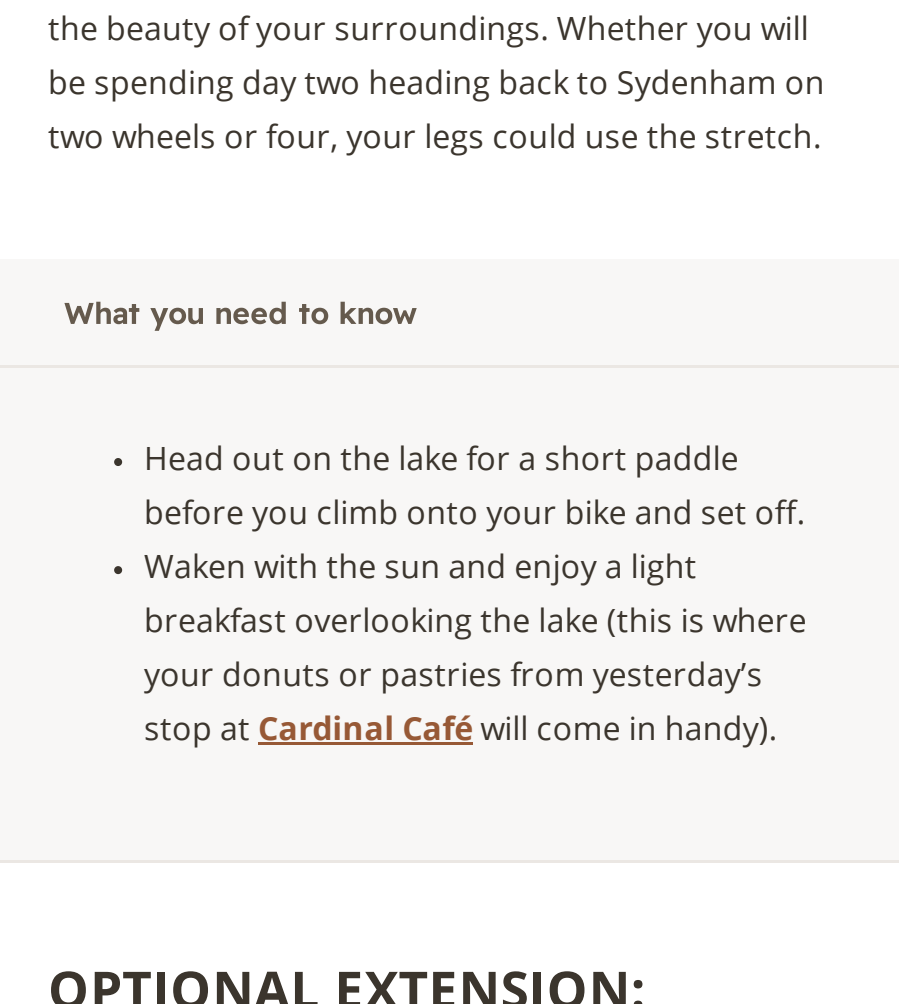 the beauty of your surroundings. Whether you will
be spending day two heading back to Sydenham on
two wheels or four, your legs could use the stretch.
What you need to know
• Head out on the lake for a short paddle
before you climb onto your bike and set off.
• Waken with the sun and enjoy a light
breakfast overlooking the lake (this is where
your donuts or pastries from yesterday’s
stop at Cardinal Café will come in handy).
OPTIONAL EXTENSION: